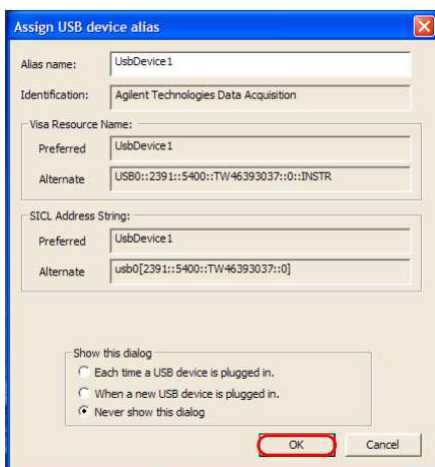 Assign USB device alias
Alias name: UsbDevice1
Identification: Agilent Technologies Data Acquisition
Visa Resource Name:
Preferred UsbDevice1
Alternate USB0::2391::5400::TW46393037::0::INSTR
SICL Address String:
Preferred UsbDevice1
Alternate usb0[2391::5400::TW46393037::0]
Show this dialog
Each time a USB device is plugged in.
When a new USB device is plugged in.
Never show this dialog
OK Cancel